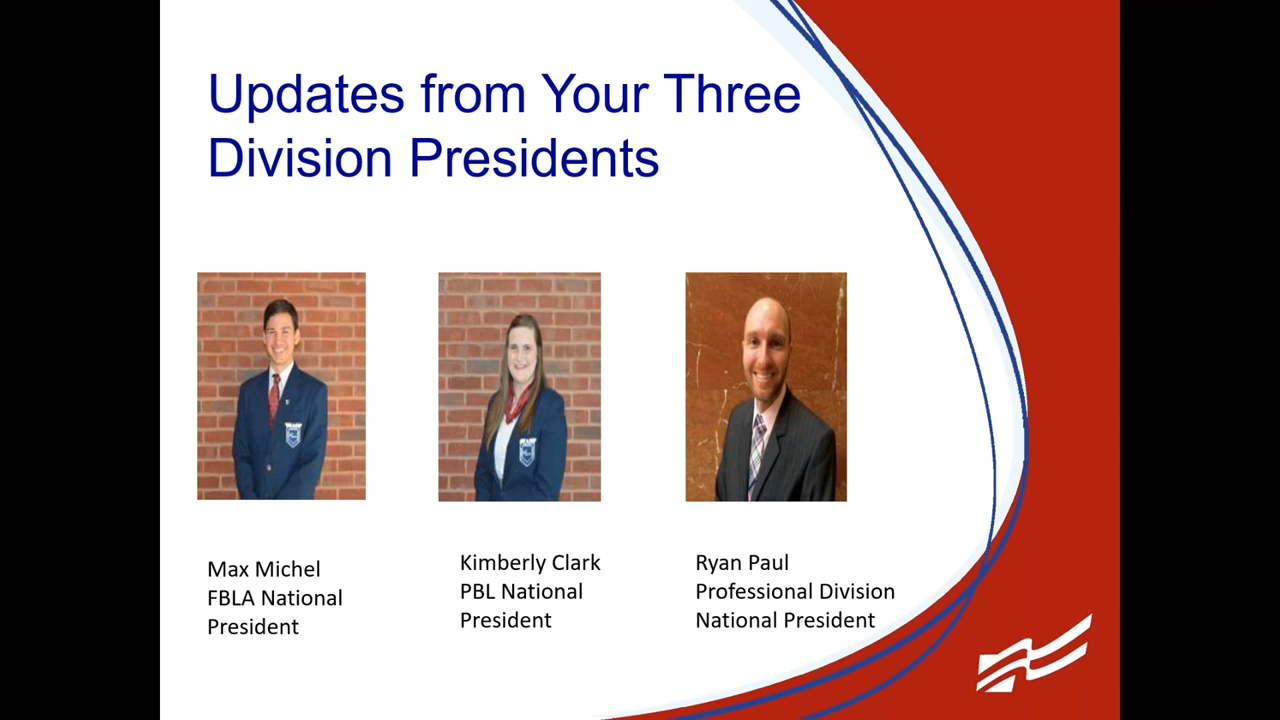 Updates from Your Three
Division Presidents
Max Michel
FBLA National
President
Kimberly Clark
PBL National
President
Ryan Paul
Professional Division
National President